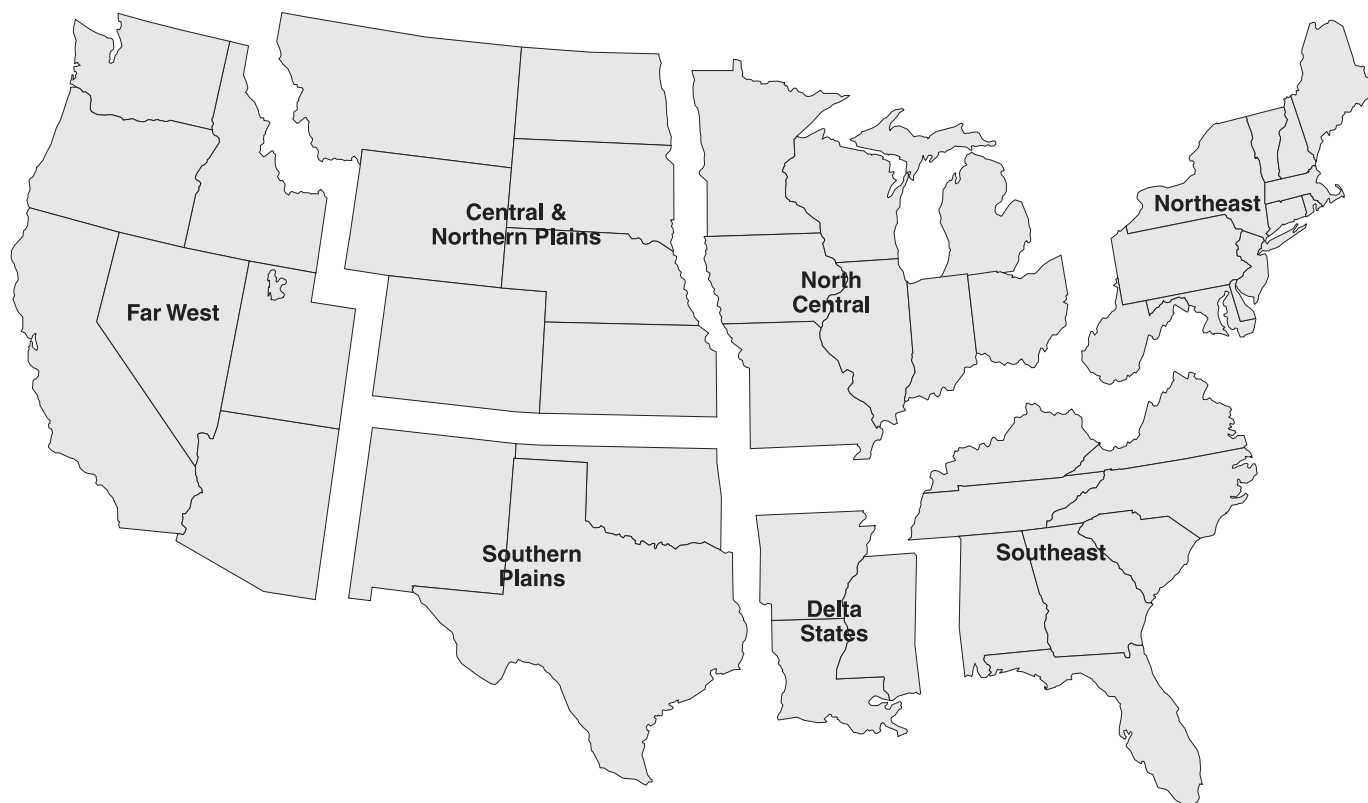 Northeast
Central &
Northern Plains
North
Central
Far West
Southern
Plains
Southeast
Delta
States